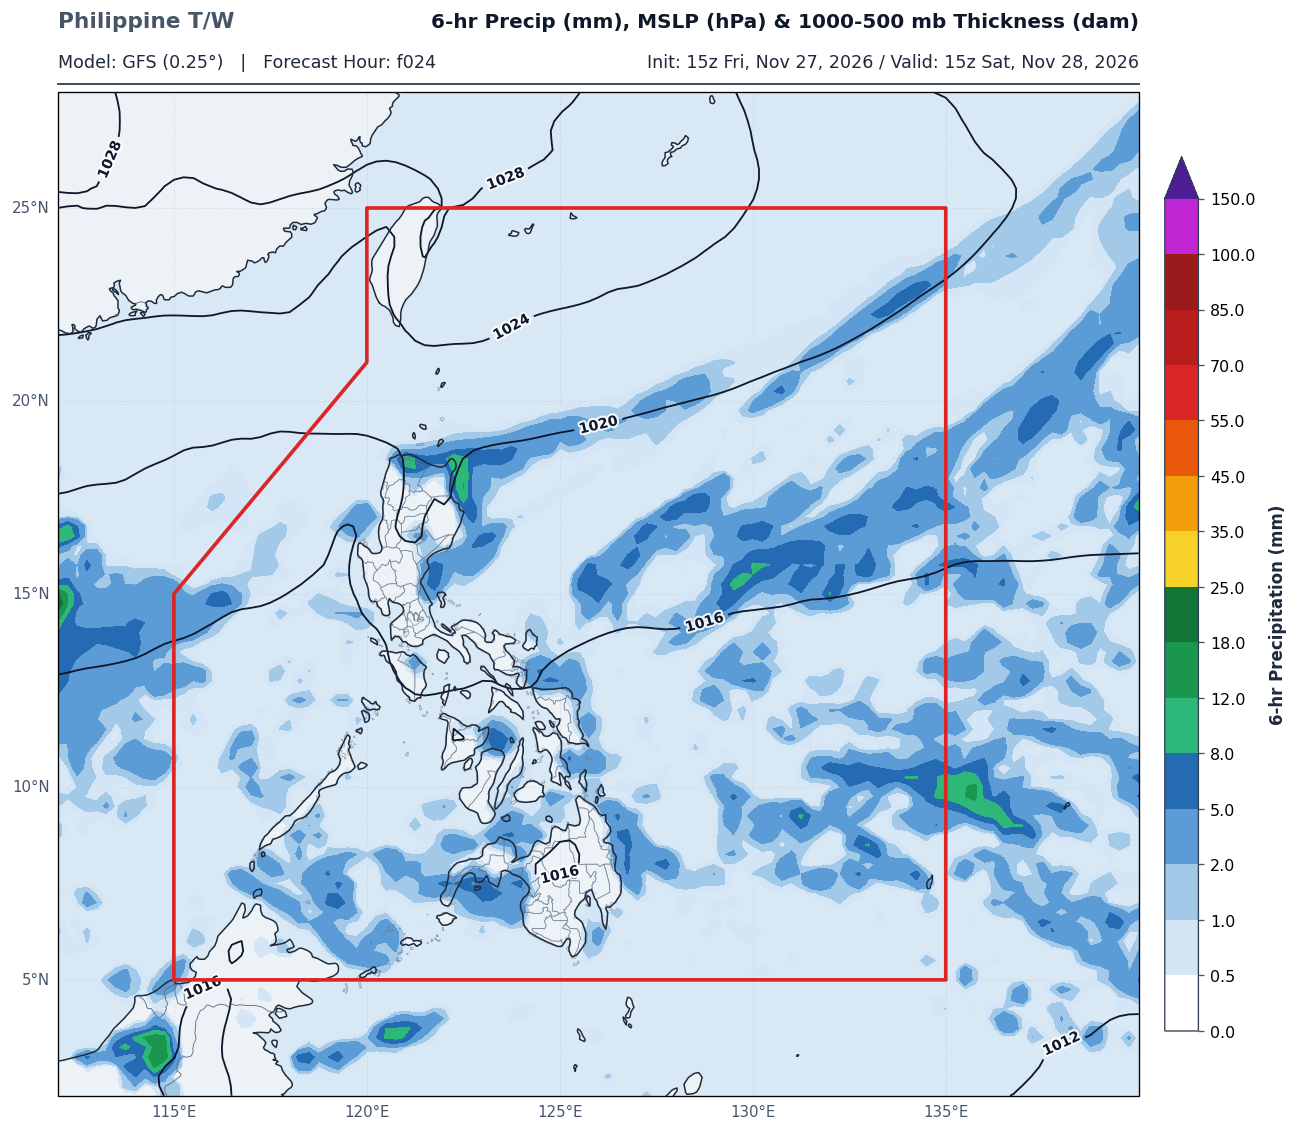 Philippine T/W
6-hr Precip (mm), MSLP (hPa) & 1000-500 mb Thickness (dam)
Model: GFS (0.25°)   |   Forecast Hour: f024
Init: 15z Fri, Nov 27, 2026 / Valid: 15z Sat, Nov 28, 2026
1028
1028
1024
1020
1016
1016
1016
1012
25°N
20°N
15°N
10°N
5°N
115°E
120°E
125°E
130°E
135°E
150.0
100.0
85.0
70.0
55.0
45.0
35.0
25.0
18.0
12.0
8.0
5.0
2.0
1.0
0.5
0.0
6-hr Precipitation (mm)